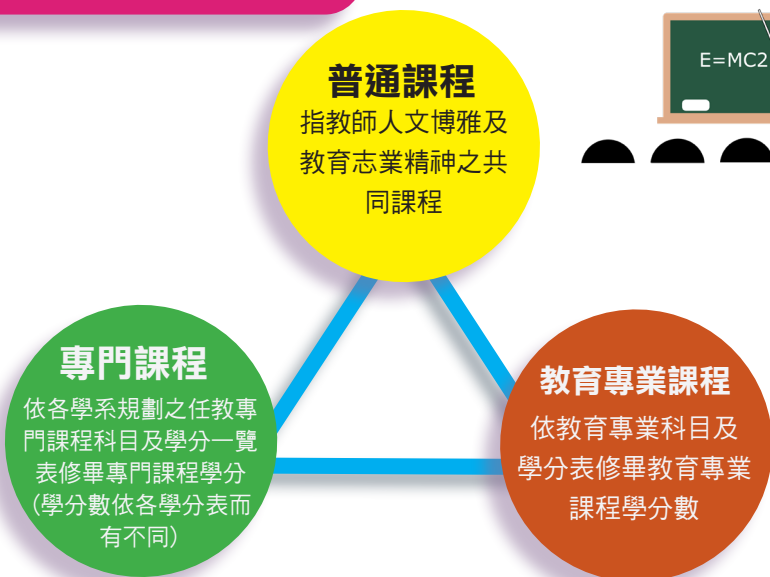 E=MC2
普通課程
指教師人文博雅及
教育志業精神之共
同課程
專門課程
依各學系規劃之任教專
門課程科目及學分一覽
表修畢專門課程學分
(學分數依各學分表而
有不同)
教育專業課程
依教育專業科目及
學分表修畢教育專業
課程學分數